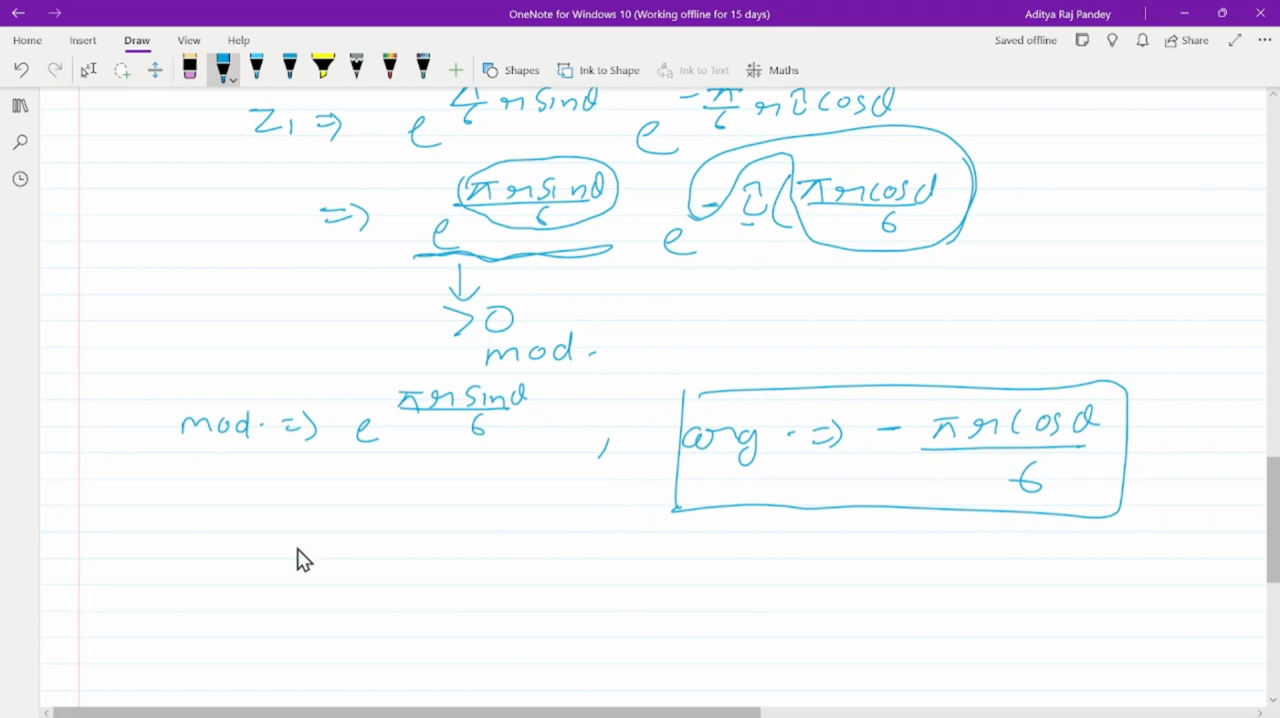 OneNote for Windows 10 (Working offline for 15 days) Aditya Raj Pandey
Home Insert Draw View Help Saved offline Share
Shapes Ink to Shape Ink to Text Maths
Z₁ ⇒ e^(π/6 r sinθ) e^(-π/6 r i cosθ)
⇒ e^(πr sinθ/6) e^(-i(πr cosθ/6))
↓
> 0
mod.
mod. ⇒ e^(πr sinθ/6) , arg. ⇒ - πr cosθ/6